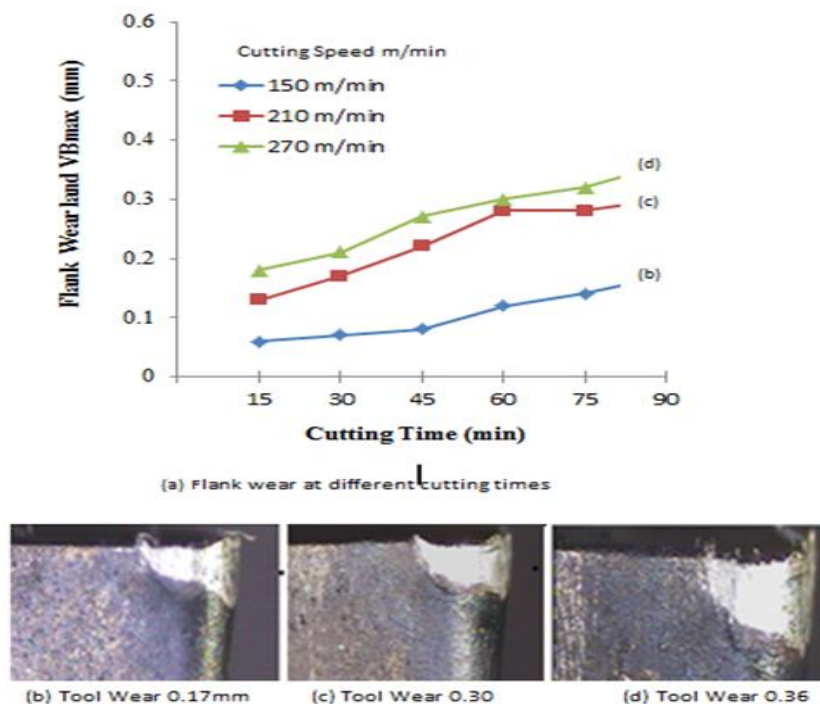 0.6
0.5
0.4
0.3
0.2
0.1
0
Flank Wear land VBmax (mm)
Cutting Speed m/min
150 m/min
210 m/min
270 m/min
(d)
(c)
(b)
15 30 45 60 75 90
Cutting Time (min)
(a) Flank wear at different cutting times
(b) Tool Wear 0.17mm (c) Tool Wear 0.30 (d) Tool Wear 0.36